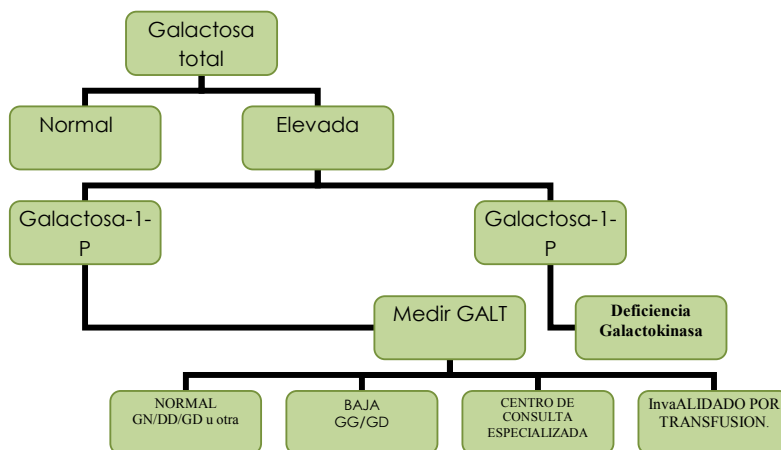 Galactosa
total
Normal
Elevada
Galactosa-1-
P
Galactosa-1-
P
Medir GALT
Deficiencia
Galactokinasa
NORMAL
GN/DD/GD u otra
BAJA
GG/GD
CENTRO DE
CONSULTA
ESPECIALIZADA
InvaALIDADO POR
TRANSFUSION.